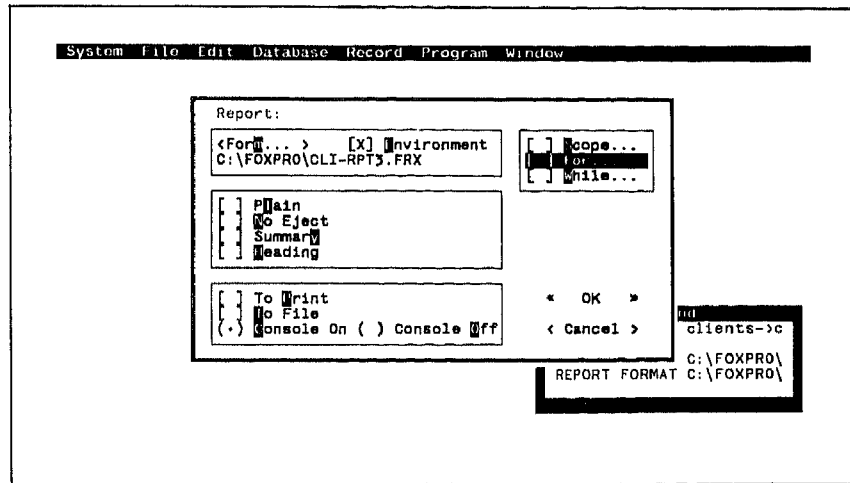 System File Edit Database Record Program Window
Report:
<Form... > [X] Environment
C:\FOXPRO\CLI-RPT3.FRX
[ ] Scope...
[ ] For...
[ ] While...
[ ] Plain
[ ] No Eject
[ ] Summary
[ ] Heading
[ ] To Print
[ ] To File
(·) Console On ( ) Console Off
« OK »
< Cancel >
nd
clients->c
C:\FOXPRO\
REPORT FORMAT C:\FOXPRO\